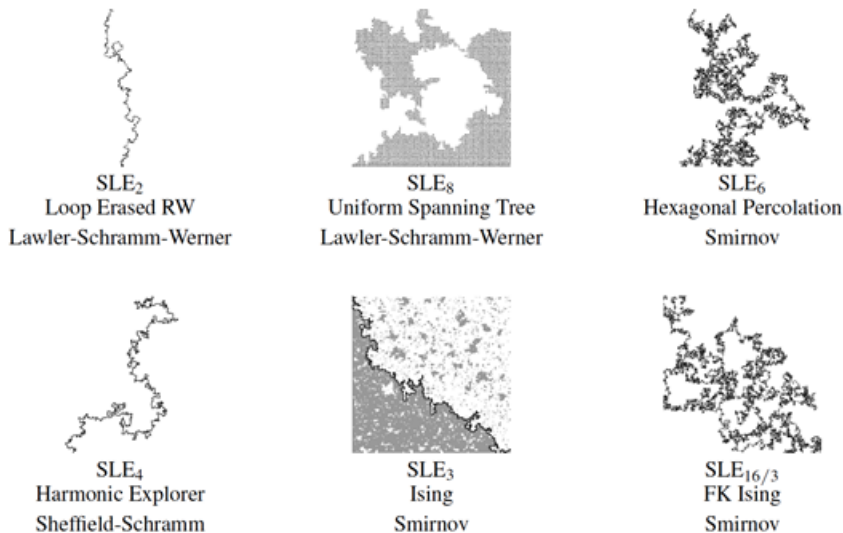 SLE₂
Loop Erased RW
Lawler-Schramm-Werner
SLE₈
Uniform Spanning Tree
Lawler-Schramm-Werner
SLE₆
Hexagonal Percolation
Smirnov
SLE₄
Harmonic Explorer
Sheffield-Schramm
SLE₃
Ising
Smirnov
SLE₁₆/₃
FK Ising
Smirnov